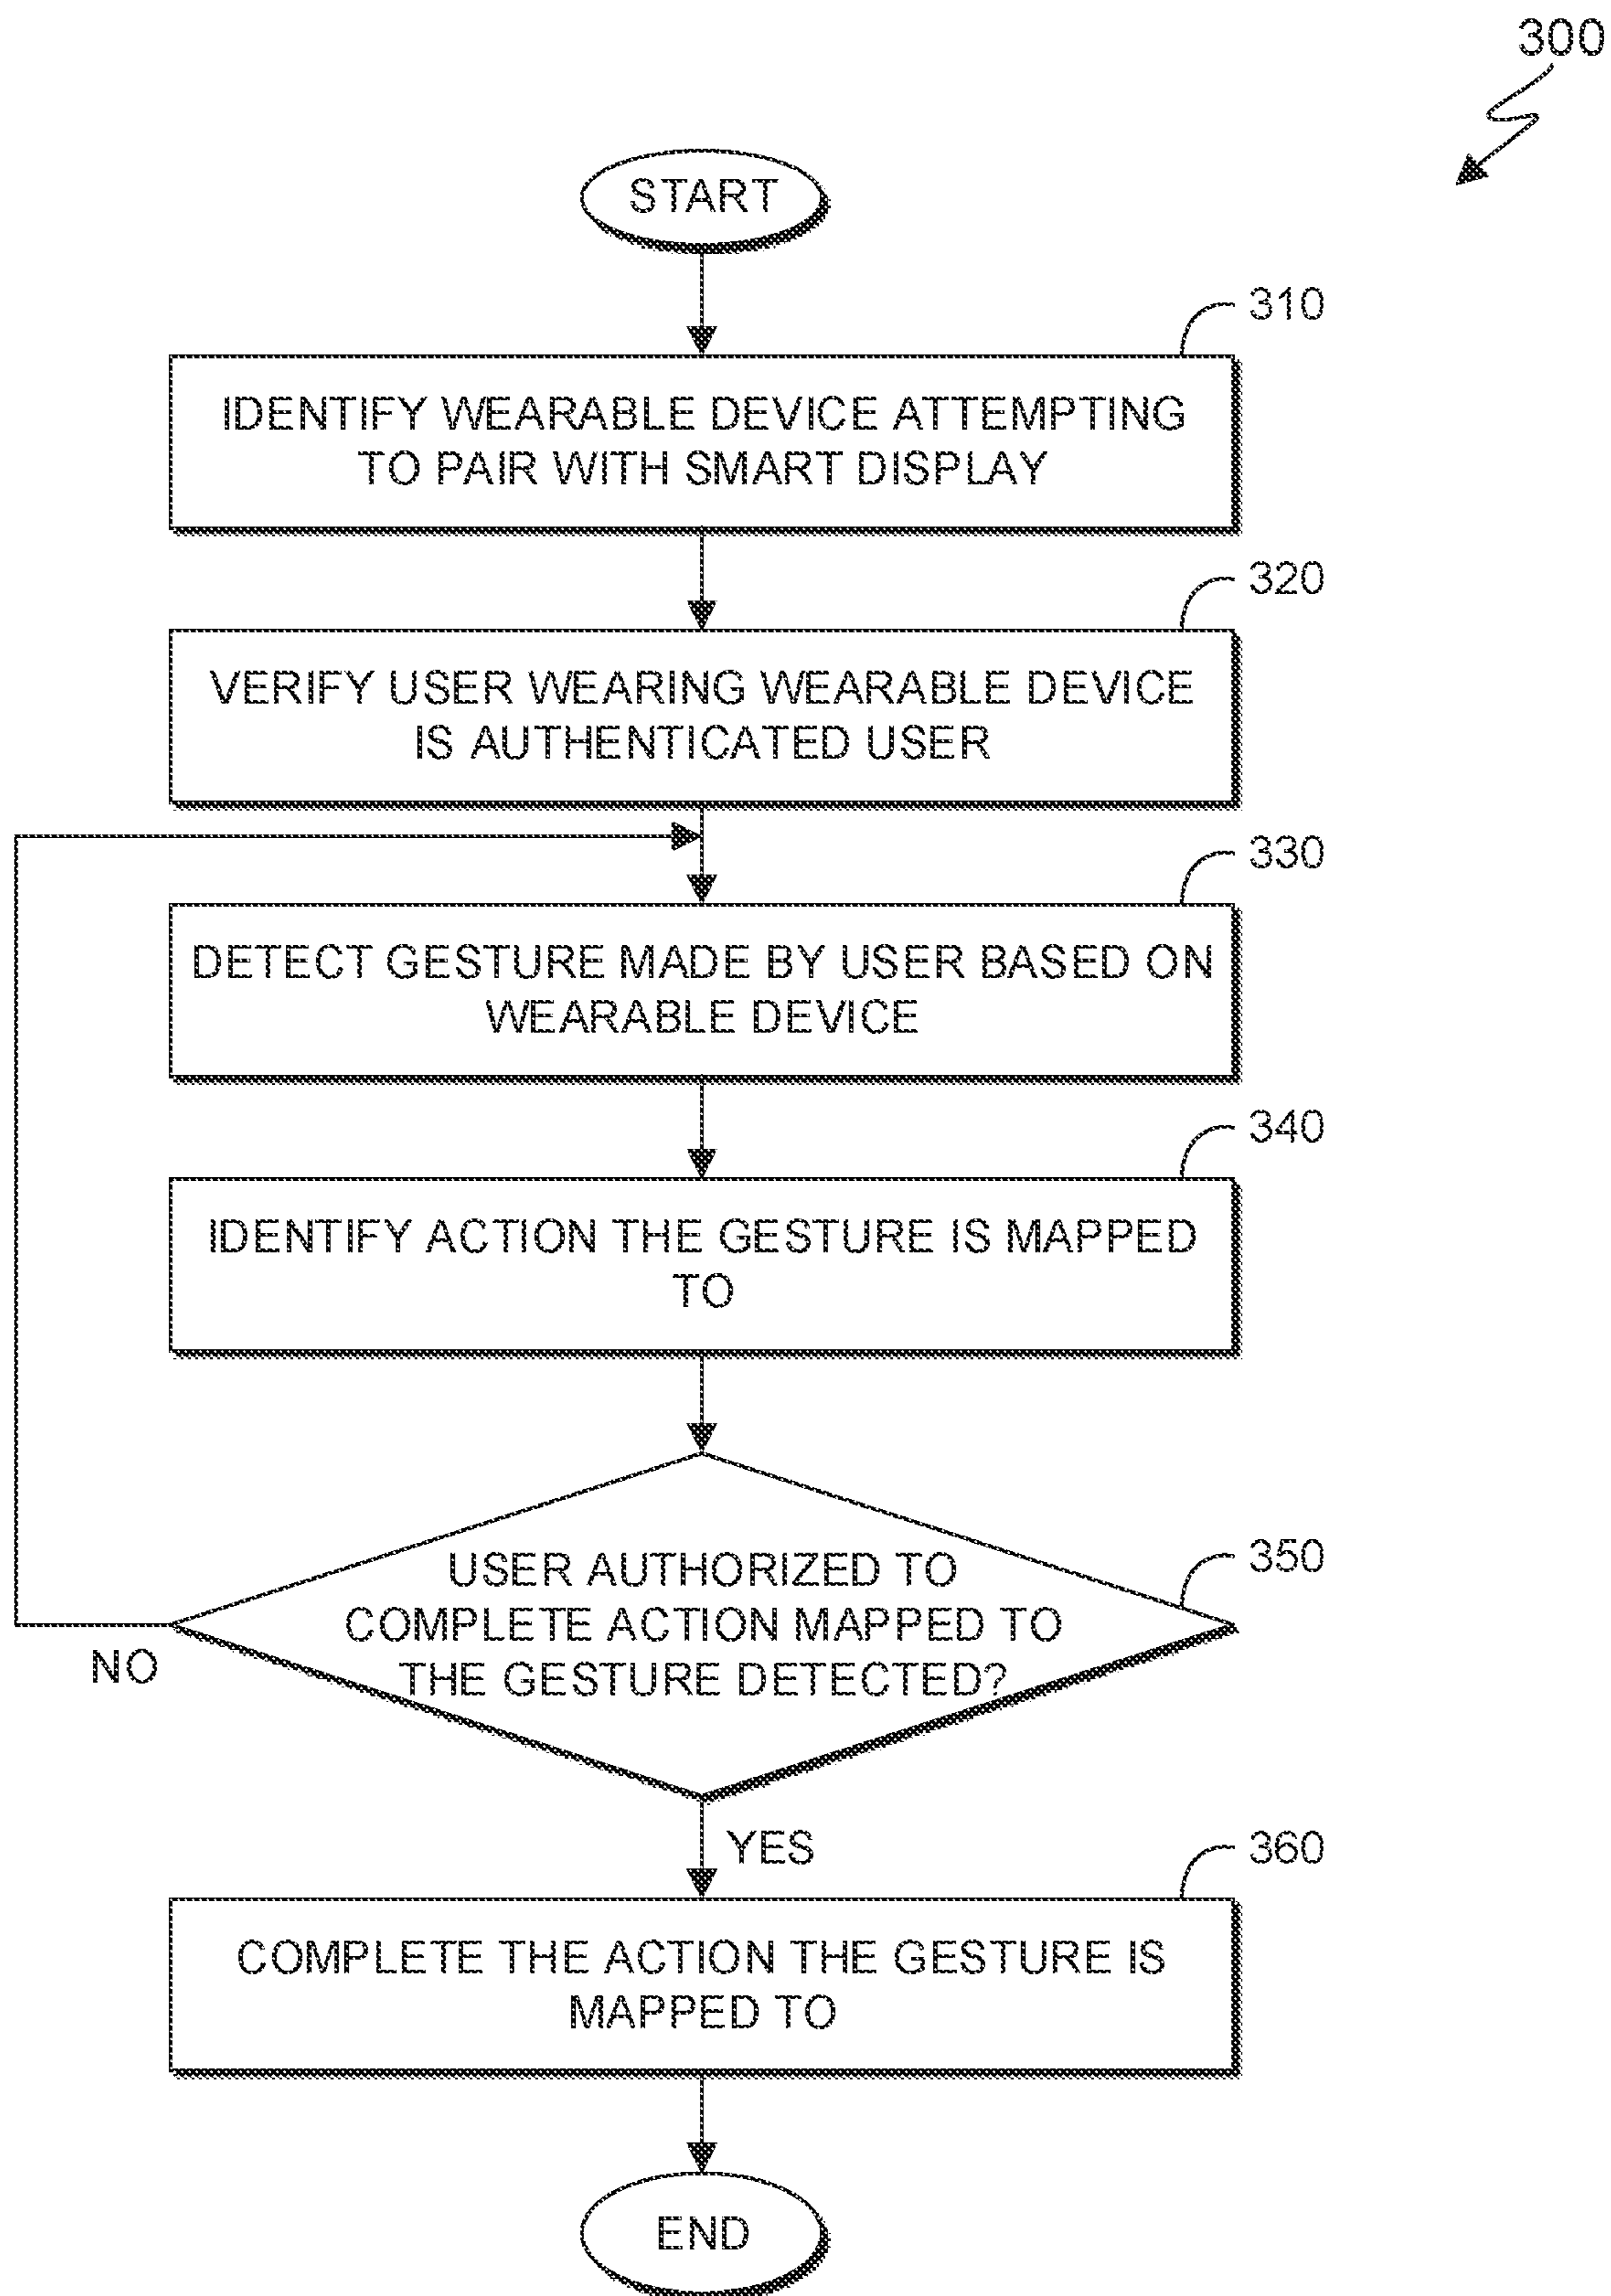 300
START
310
IDENTIFY WEARABLE DEVICE ATTEMPTING
TO PAIR WITH SMART DISPLAY
320
VERIFY USER WEARING WEARABLE DEVICE
IS AUTHENTICATED USER
330
DETECT GESTURE MADE BY USER BASED ON
WEARABLE DEVICE
340
IDENTIFY ACTION THE GESTURE IS MAPPED
TO
350
USER AUTHORIZED TO
COMPLETE ACTION MAPPED TO
THE GESTURE DETECTED?
NO
YES
360
COMPLETE THE ACTION THE GESTURE IS
MAPPED TO
END